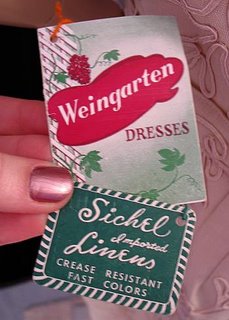 Weingarten
DRESSES
Sichel
Imported
Linens
CREASE RESISTANT
FAST COLORS